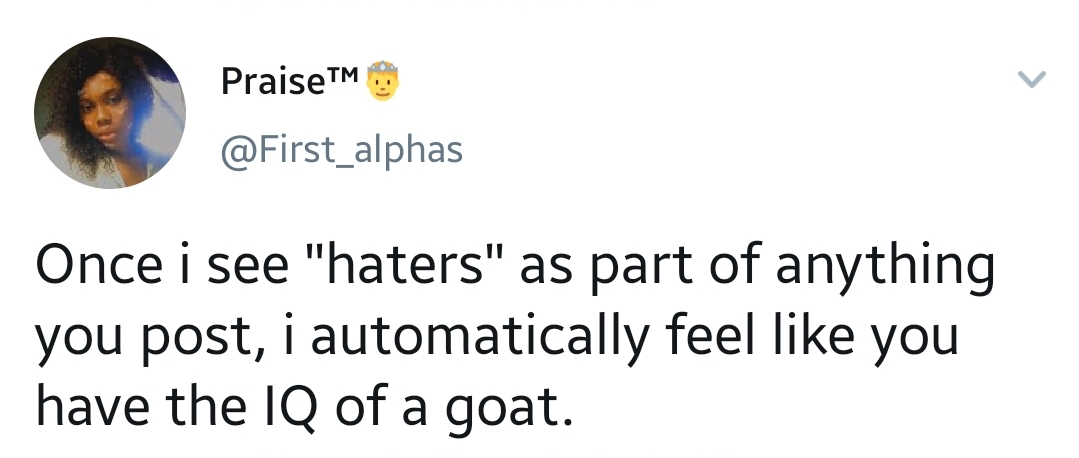 Praise™🤴
@First_alphas
Once i see "haters" as part of anything
you post, i automatically feel like you
have the IQ of a goat.